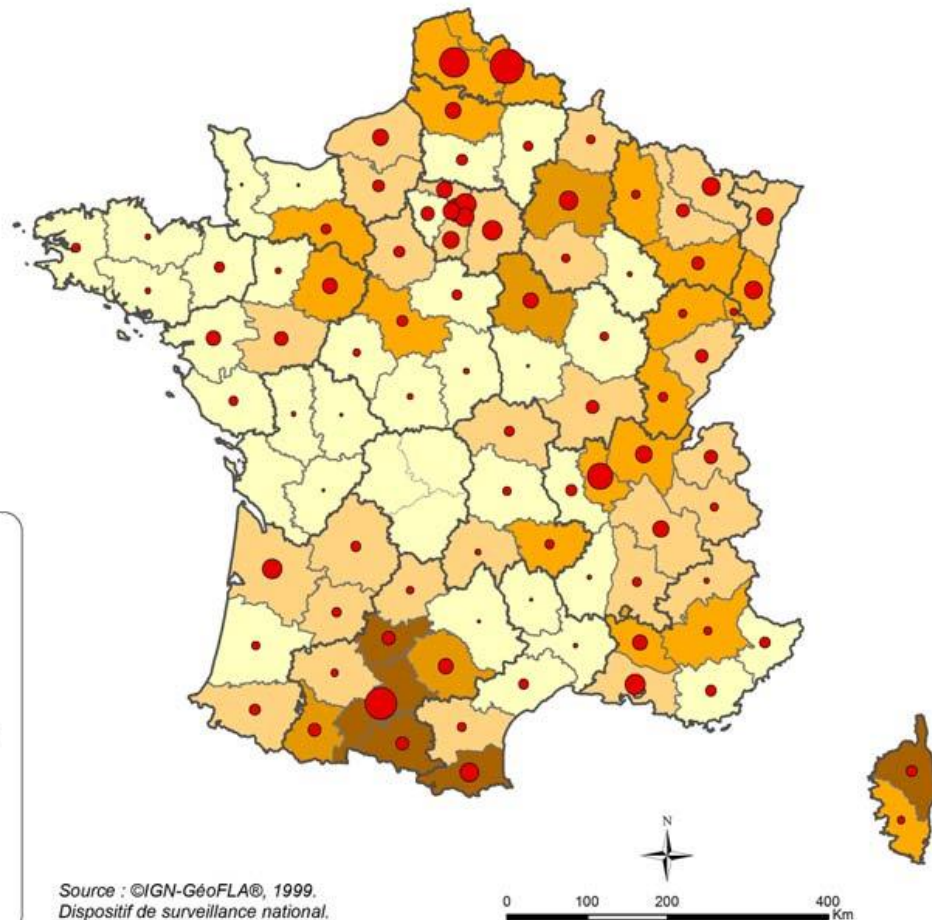 N
Source : ©IGN-GéoFLA®, 1999.
Dispositif de surveillance national.
0 100 200 400
Km